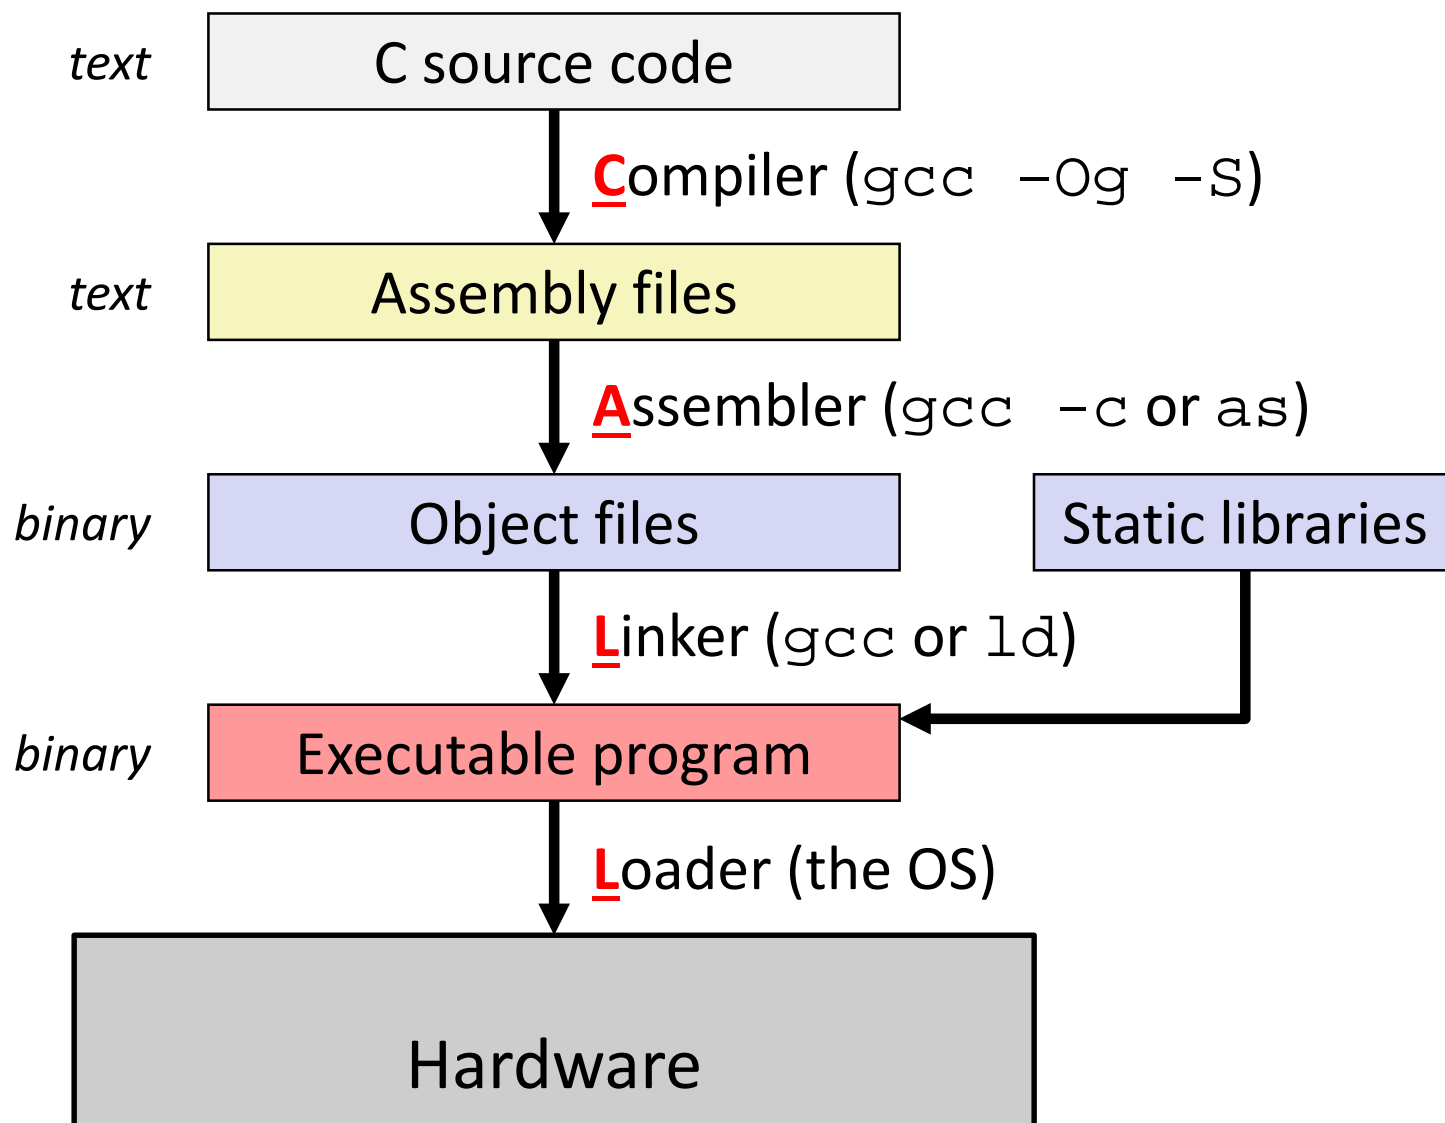 text
C source code
Compiler (gcc -Og -S)
text
Assembly files
Assembler (gcc -c or as)
binary
Object files
Static libraries
Linker (gcc or ld)
binary
Executable program
Loader (the OS)
Hardware